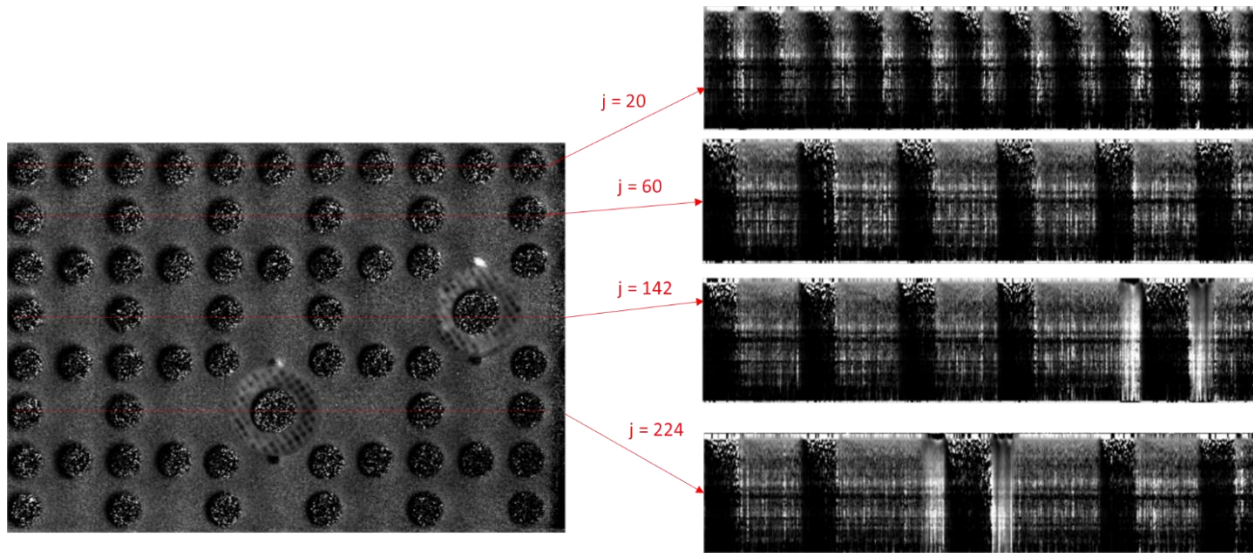 j = 20
j = 60
j = 142
j = 224